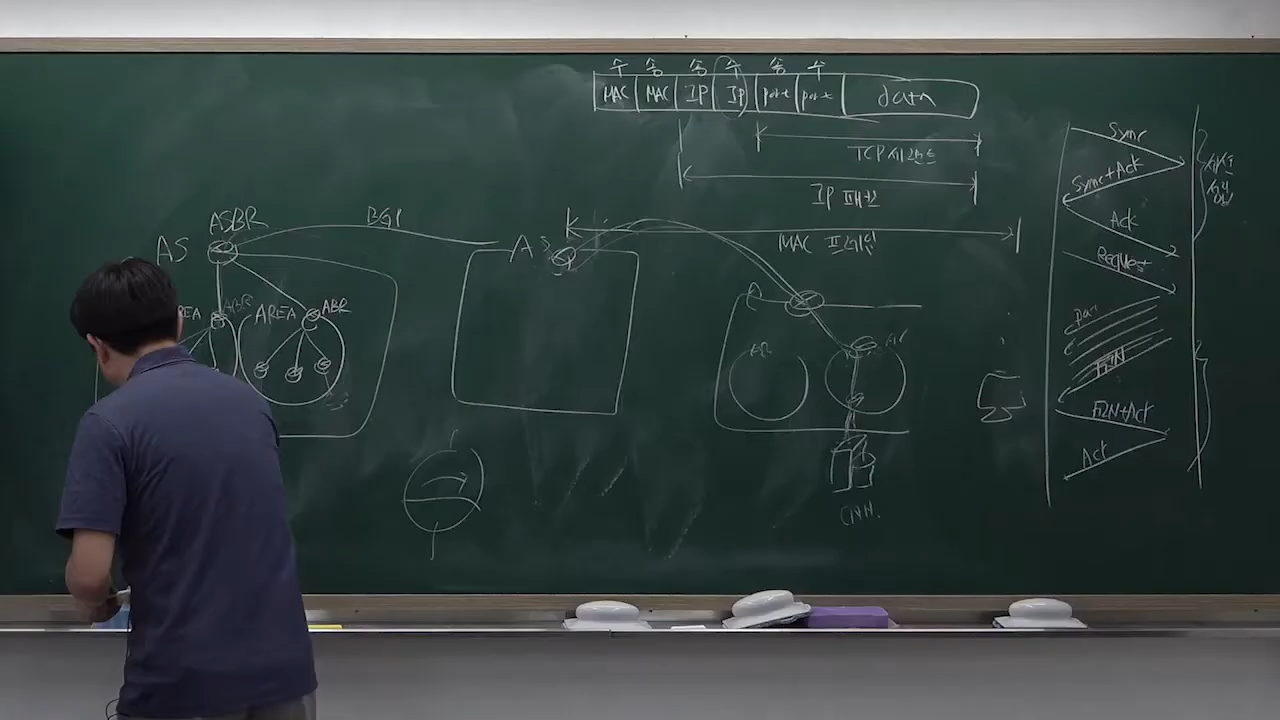 수 송 송 수 송 수
MAC MAC IP IP port port data
TCP 세그먼트
IP 패킷
MAC 프레임
Sync
Sync+Ack
Ack
Request
FIN
FIN+Act
Act
ASBR
BGP
AS
AS
AREA ABR
AREA ABR
CNN.